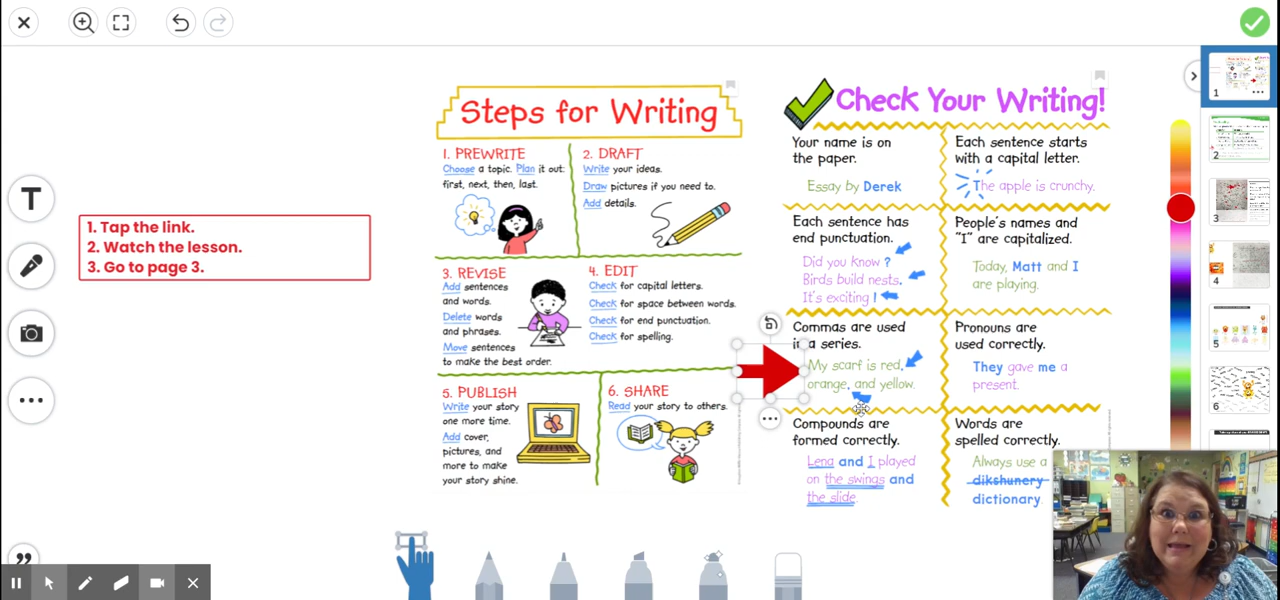 T
1. Tap the link.
2. Watch the lesson.
3. Go to page 3.
Steps for Writing
1. PREWRITE
Choose a topic. Plan it out:
first, next, then, last.
2. DRAFT
Write your ideas.
Draw pictures if you need to.
Add details.
3. REVISE
Add sentences
and words.
Delete words
and phrases.
Move sentences
to make the best order.
4. EDIT
Check for capital letters.
Check for space between words.
Check for end punctuation.
Check for spelling.
5. PUBLISH
Write your story
one more time.
Add cover,
pictures, and
more to make
your story shine.
6. SHARE
Read your story to others.
Check Your Writing!
Your name is on
the paper.
Essay by Derek
Each sentence starts
with a capital letter.
The apple is crunchy.
Each sentence has
end punctuation.
Did you know ?
Birds build nests.
It's exciting !
People's names and
"I" are capitalized.
Today, Matt and I
are playing.
Commas are used
in a series.
My scarf is red,
orange, and yellow.
Pronouns are
used correctly.
They gave me a
present.
Compounds are
formed correctly.
Lena and I played
on the swings and
the slide.
Words are
spelled correctly.
Always use a
dikshunery
dictionary.
1
2
3
4
5
6